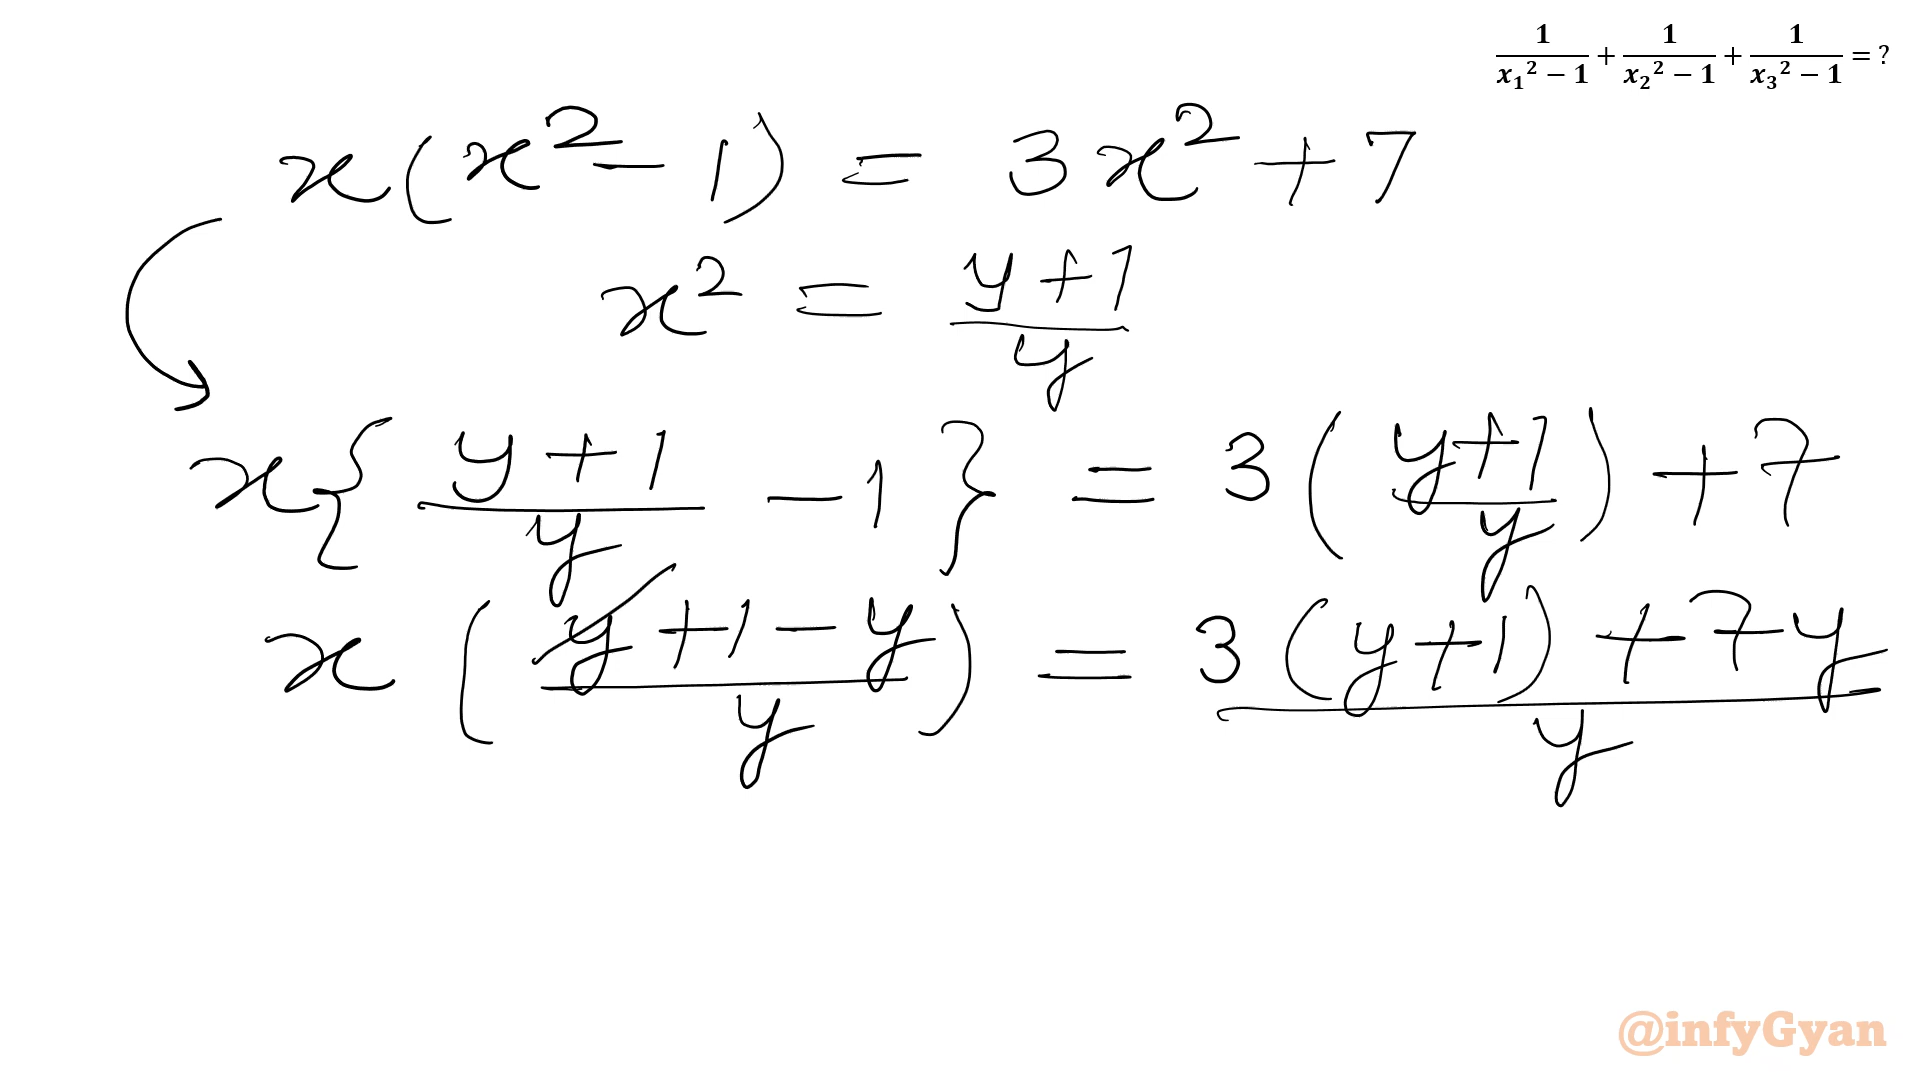 1/(x₁² − 1) + 1/(x₂² − 1) + 1/(x₃² − 1) = ?
x(x² − 1) = 3x² + 7
x² = (y+1)/y
x{(y+1)/y − 1} = 3((y+1)/y) + 7
x((y+1−y)/y) = (3(y+1)+7y)/y
@infyGyan